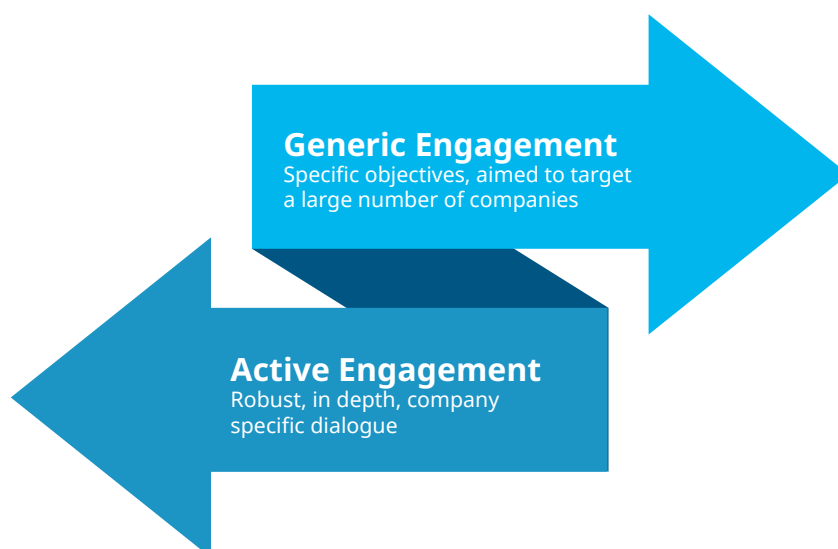 Generic Engagement
Specific objectives, aimed to target
a large number of companies
Active Engagement
Robust, in depth, company
specific dialogue